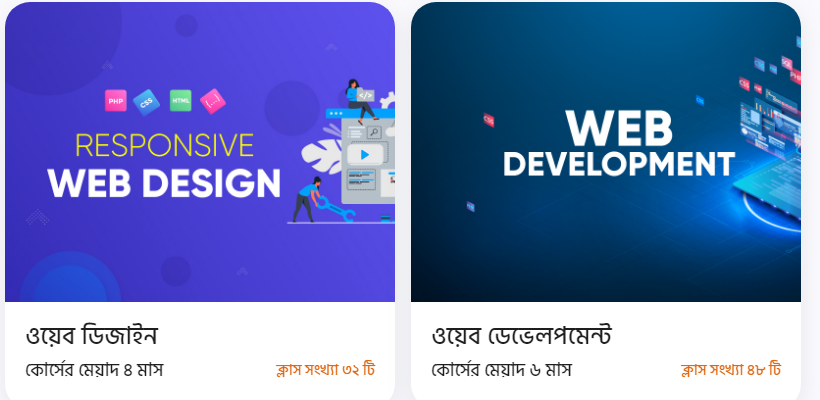 PHP
CSS
HTML
RESPONSIVE
WEB DESIGN
ওয়েব ডিজাইন
কোর্সের মেয়াদ ৪ মাস
ক্লাস সংখ্যা ৩২ টি
WEB
DEVELOPMENT
ওয়েব ডেভেলপমেন্ট
কোর্সের মেয়াদ ৬ মাস
ক্লাস সংখ্যা ৪৮ টি